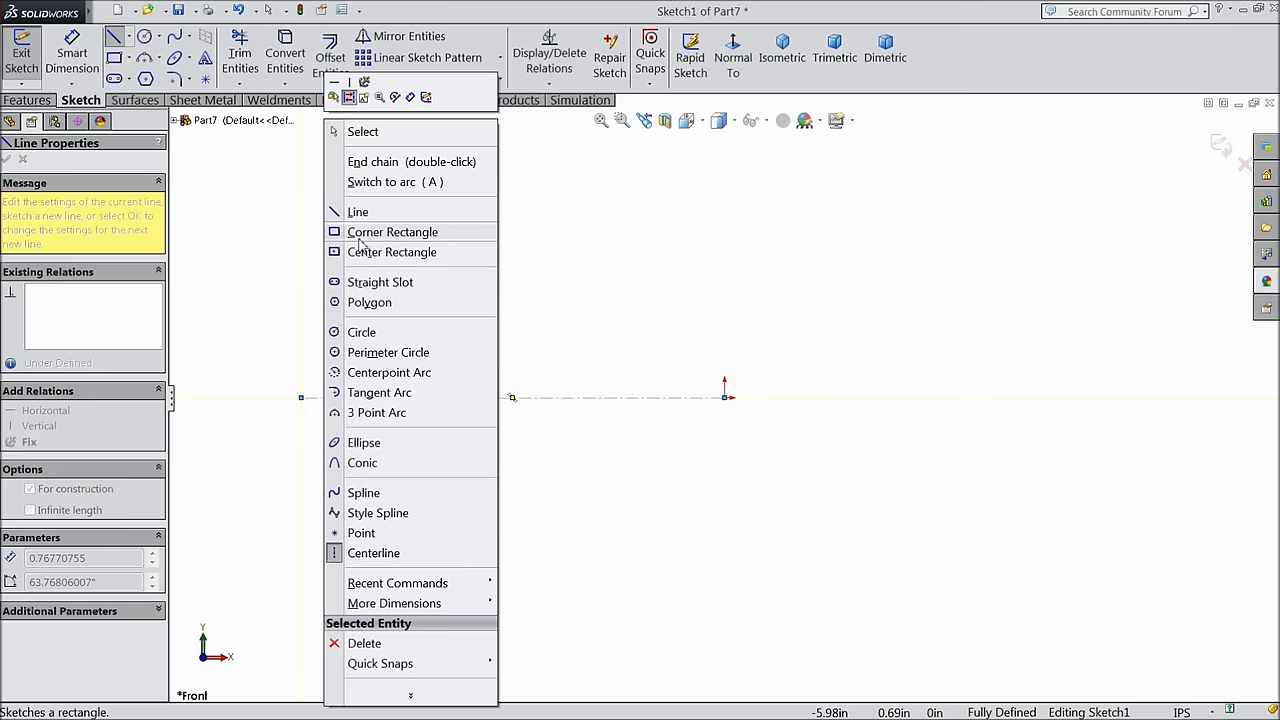 SOLIDWORKS
Sketch1 of Part7 *
Search Community Forum
Exit Sketch
Smart Dimension
Trim Entities
Convert Entities
Offset
Mirror Entities
Linear Sketch Pattern
Display/Delete Relations
Repair Sketch
Quick Snaps
Rapid Sketch
Normal To
Isometric
Trimetric
Dimetric
Features
Sketch
Surfaces
Sheet Metal
Weldments
Simulation
Part7 (Default<<Def...
Line Properties
?
Message
Edit the settings of the current line, sketch a new line, or select OK to change the settings for the next new line.
Existing Relations
Under Defined
Add Relations
Horizontal
Vertical
Fix
Options
For construction
Infinite length
Parameters
0.76770755
63.76806007°
Additional Parameters
Select
End chain (double-click)
Switch to arc ( A )
Line
Corner Rectangle
Center Rectangle
Straight Slot
Polygon
Circle
Perimeter Circle
Centerpoint Arc
Tangent Arc
3 Point Arc
Ellipse
Conic
Spline
Style Spline
Point
Centerline
Recent Commands
More Dimensions
Selected Entity
Delete
Quick Snaps
Y
X
*Front
Sketches a rectangle.
-5.98in
0.69in
0in
Fully Defined
Editing Sketch1
IPS